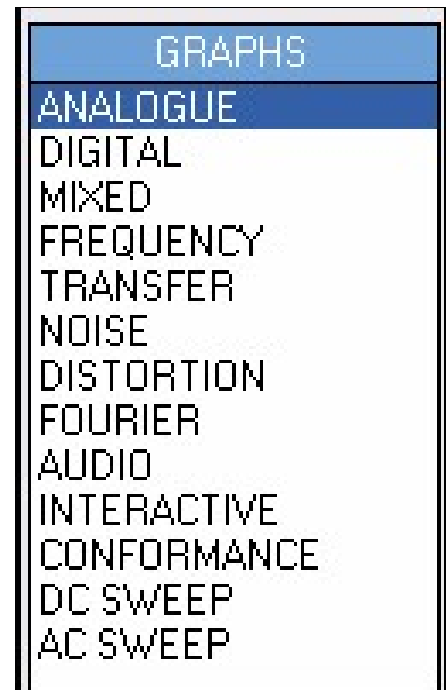 GRAPHS
ANALOGUE
DIGITAL
MIXED
FREQUENCY
TRANSFER
NOISE
DISTORTION
FOURIER
AUDIO
INTERACTIVE
CONFORMANCE
DC SWEEP
AC SWEEP